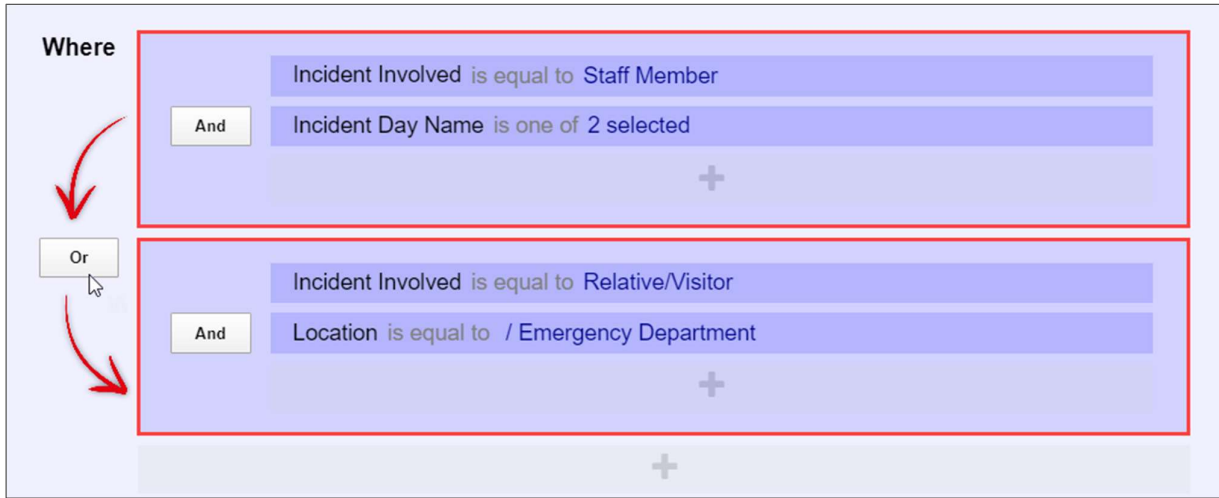 Where
Incident Involved is equal to Staff Member
And
Incident Day Name is one of 2 selected
Or
Incident Involved is equal to Relative/Visitor
And
Location is equal to / Emergency Department